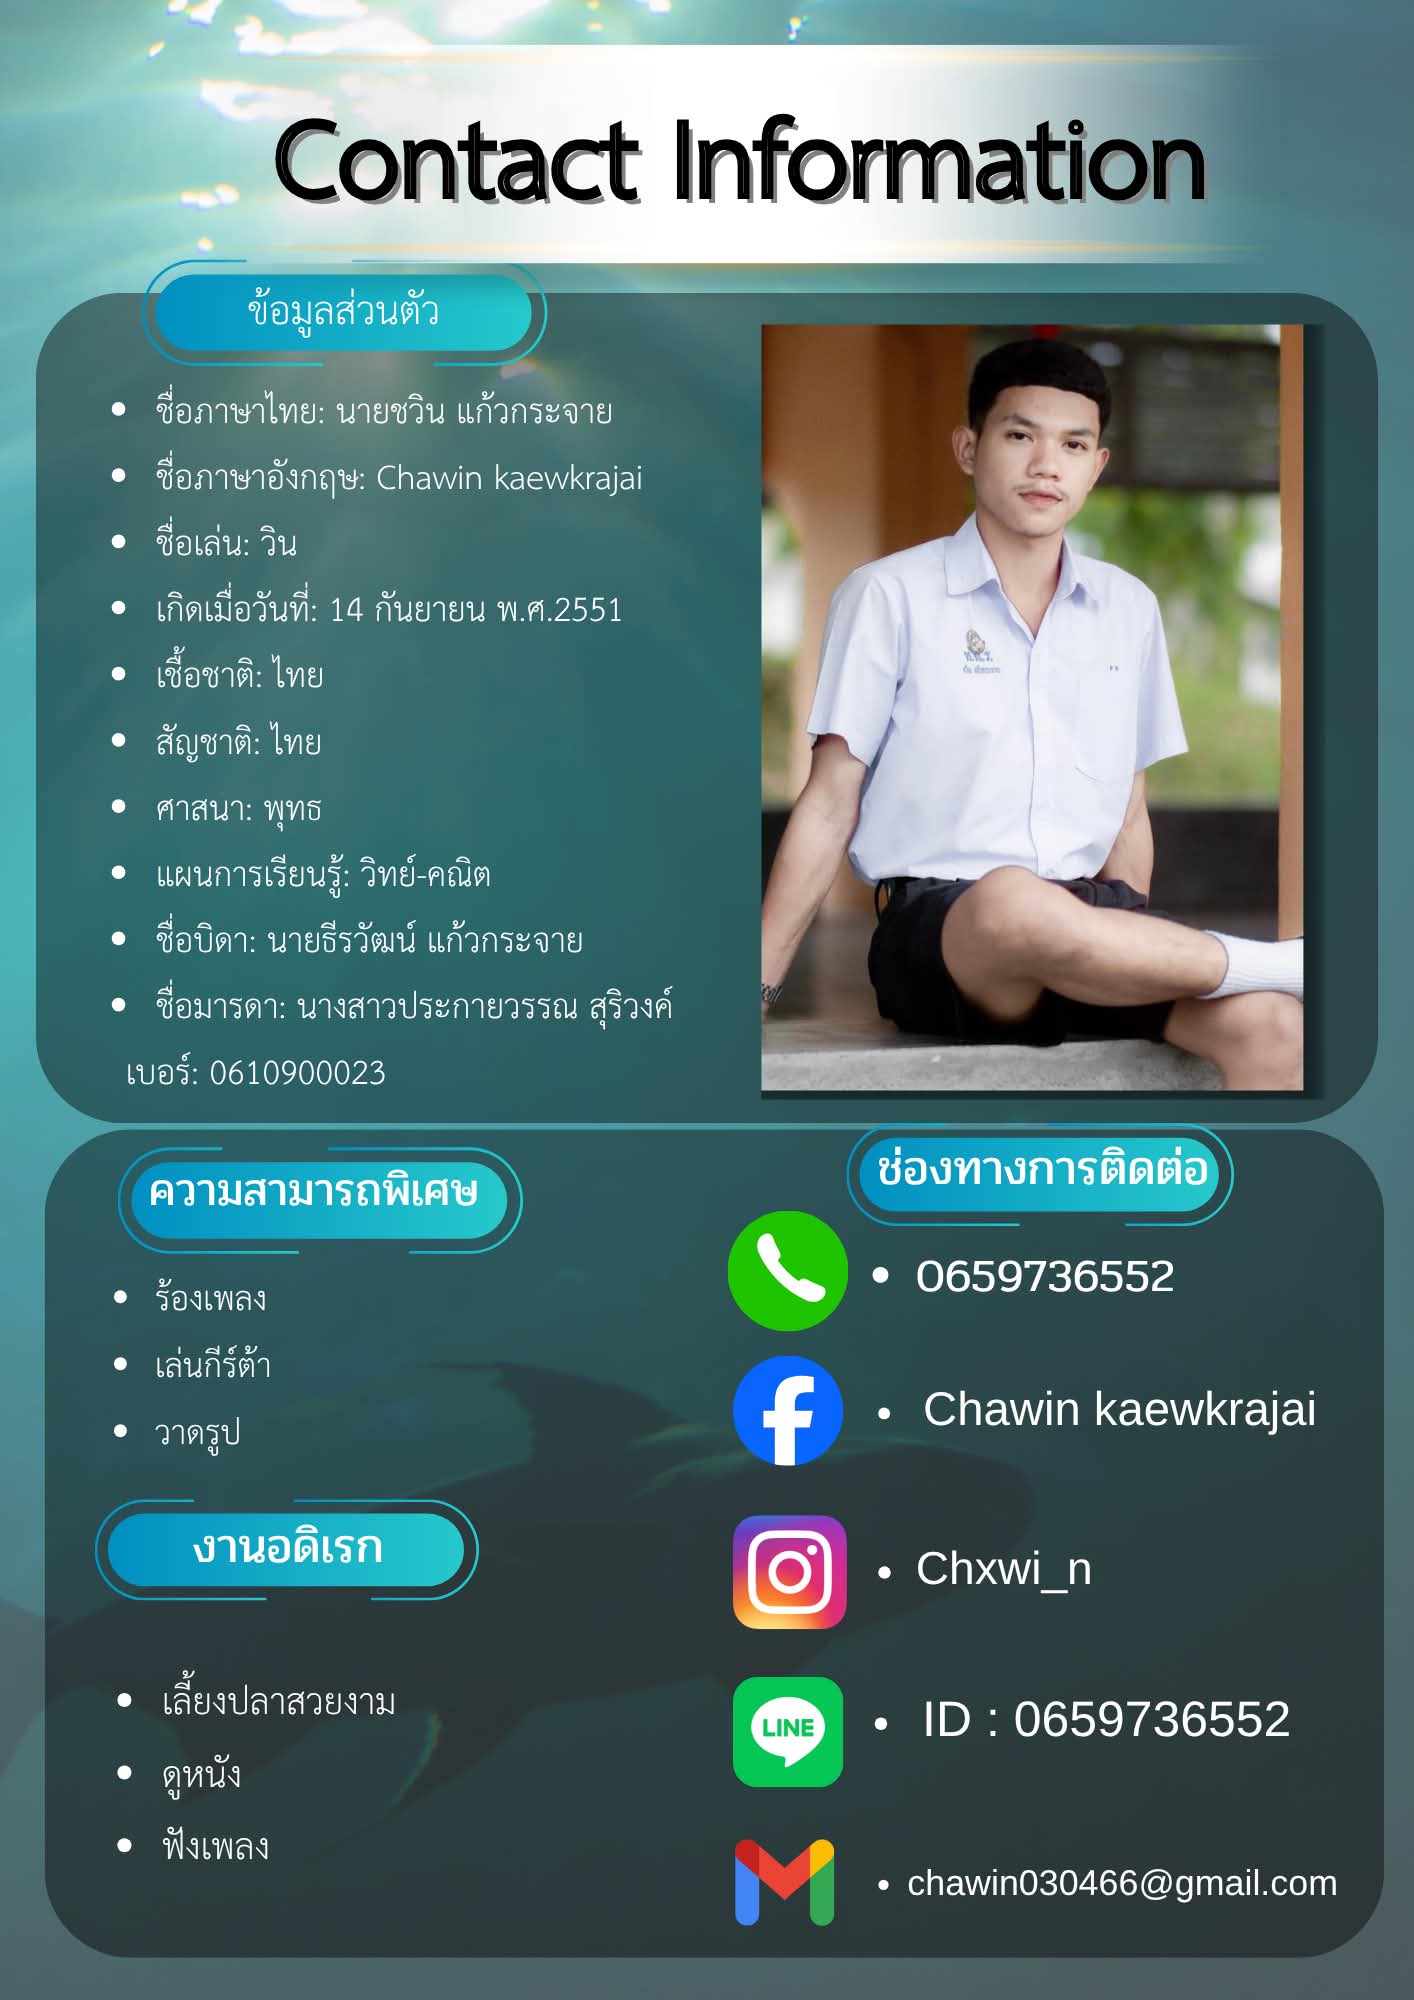 Contact Information
ข้อมูลส่วนตัว
ชื่อภาษาไทย: นายชวิน แก้วกระจาย
ชื่อภาษาอังกฤษ: Chawin kaewkrajai
ชื่อเล่น: วิน
เกิดเมื่อวันที่: 14 กันยายน พ.ศ.2551
เชื้อชาติ: ไทย
สัญชาติ: ไทย
ศาสนา: พุทธ
แผนการเรียนรู้: วิทย์-คณิต
ชื่อบิดา: นายธีรวัฒน์ แก้วกระจาย
ชื่อมารดา: นางสาวประกายวรรณ สุริวงค์
เบอร์: 0610900023
ความสามารถพิเศษ
ร้องเพลง
เล่นกีร์ต้า
วาดรูป
งานอดิเรก
เลี้ยงปลาสวยงาม
ดูหนัง
ฟังเพลง
ช่องทางการติดต่อ
0659736552
Chawin kaewkrajai
Chxwi_n
LINE
ID : 0659736552
chawin030466@gmail.com